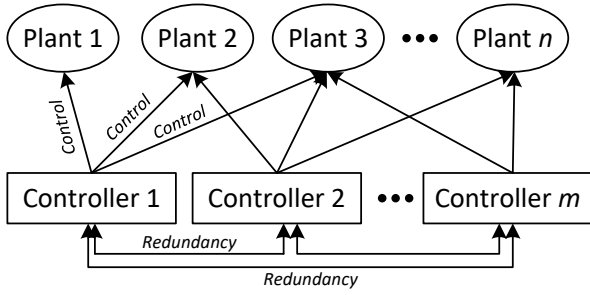 Plant 1 Plant 2 Plant 3 ••• Plant n
Control Control Control
Controller 1 Controller 2 ••• Controller m
Redundancy
Redundancy